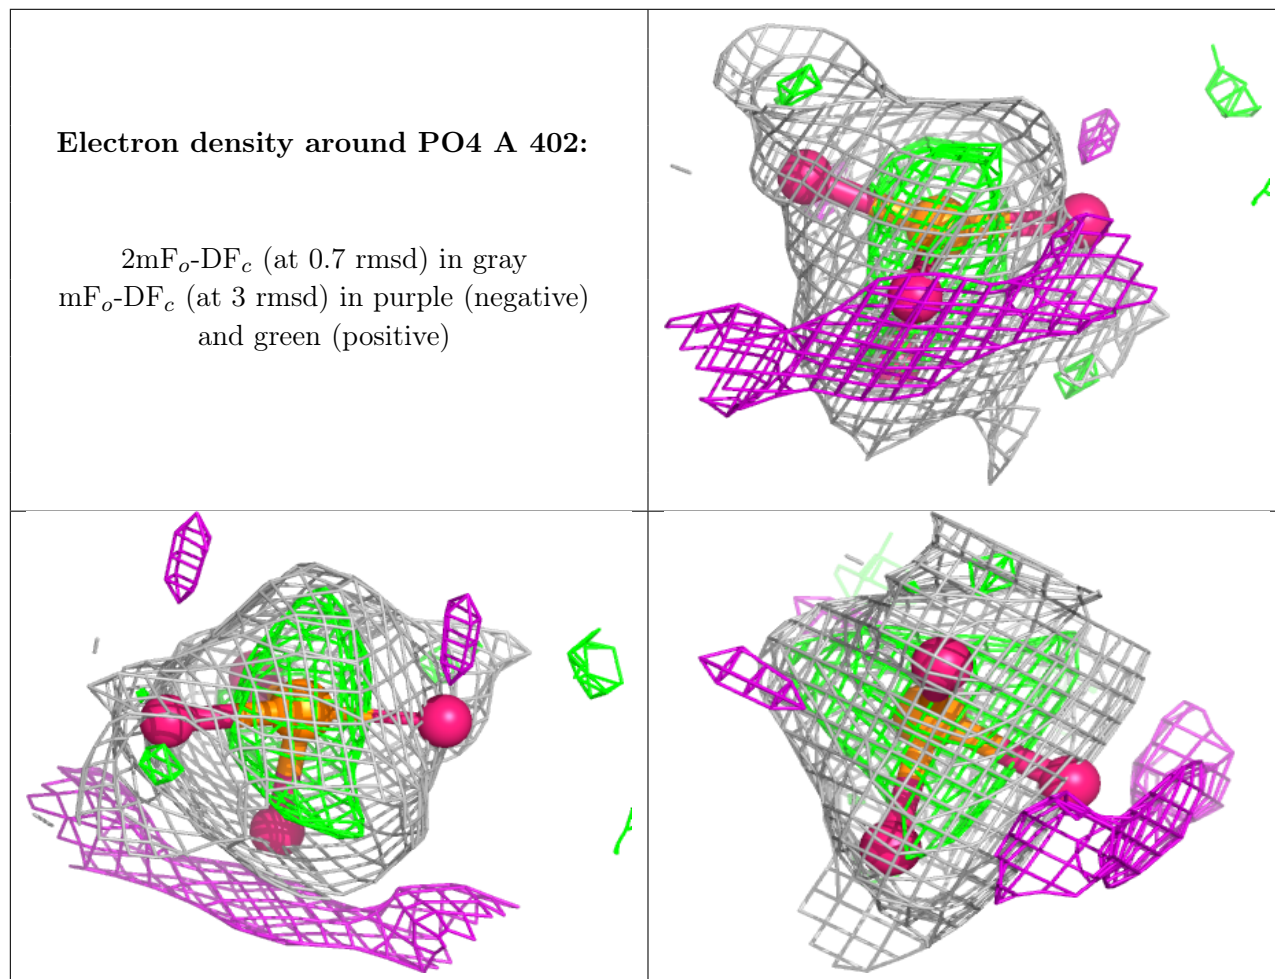 Electron density around PO4 A 402:
2mFo-DFc (at 0.7 rmsd) in gray
mFo-DFc (at 3 rmsd) in purple (negative)
and green (positive)